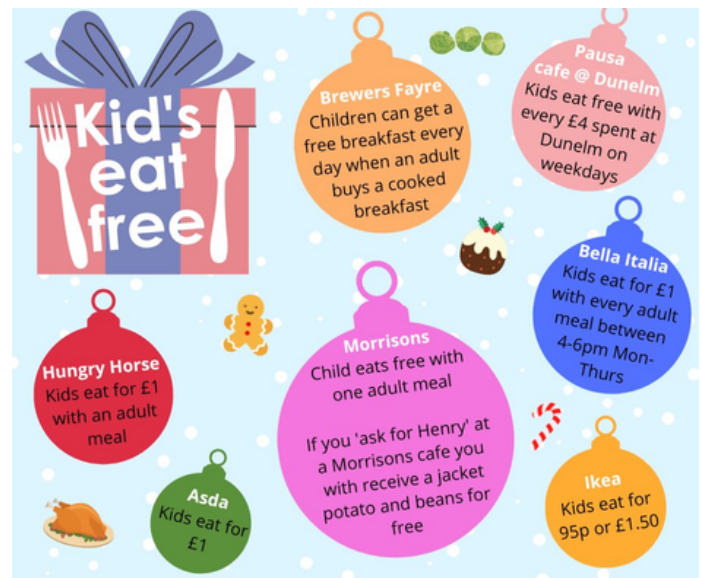 Kid's
eat
free
Brewers Fayre
Children can get a
free breakfast every
day when an adult
buys a cooked
breakfast
Pausa
cafe @ Dunelm
Kids eat free with
every £4 spent at
Dunelm on
weekdays
Bella Italia
Kids eat for £1
with every adult
meal between
4-6pm Mon-
Thurs
Hungry Horse
Kids eat for £1
with an adult
meal
Morrisons
Child eats free with
one adult meal
If you 'ask for Henry' at
a Morrisons cafe you
with receive a jacket
potato and beans for
free
Asda
Kids eat for
£1
Ikea
Kids eat for
95p or £1.50